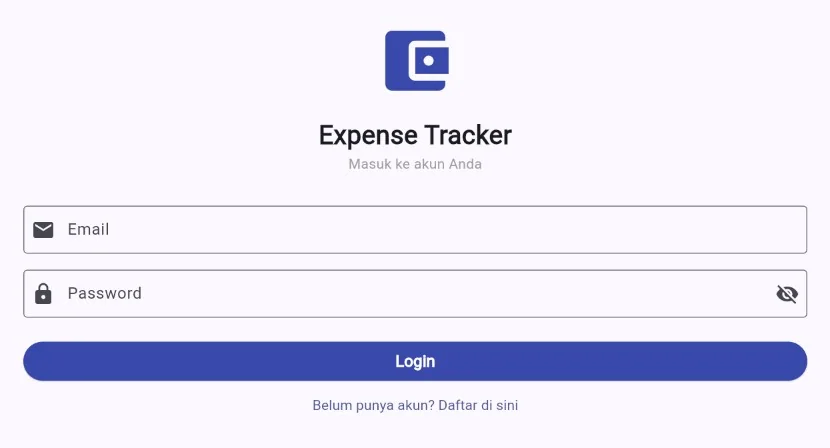 Expense Tracker
Masuk ke akun Anda
Email
Password
Login
Belum punya akun? Daftar di sini